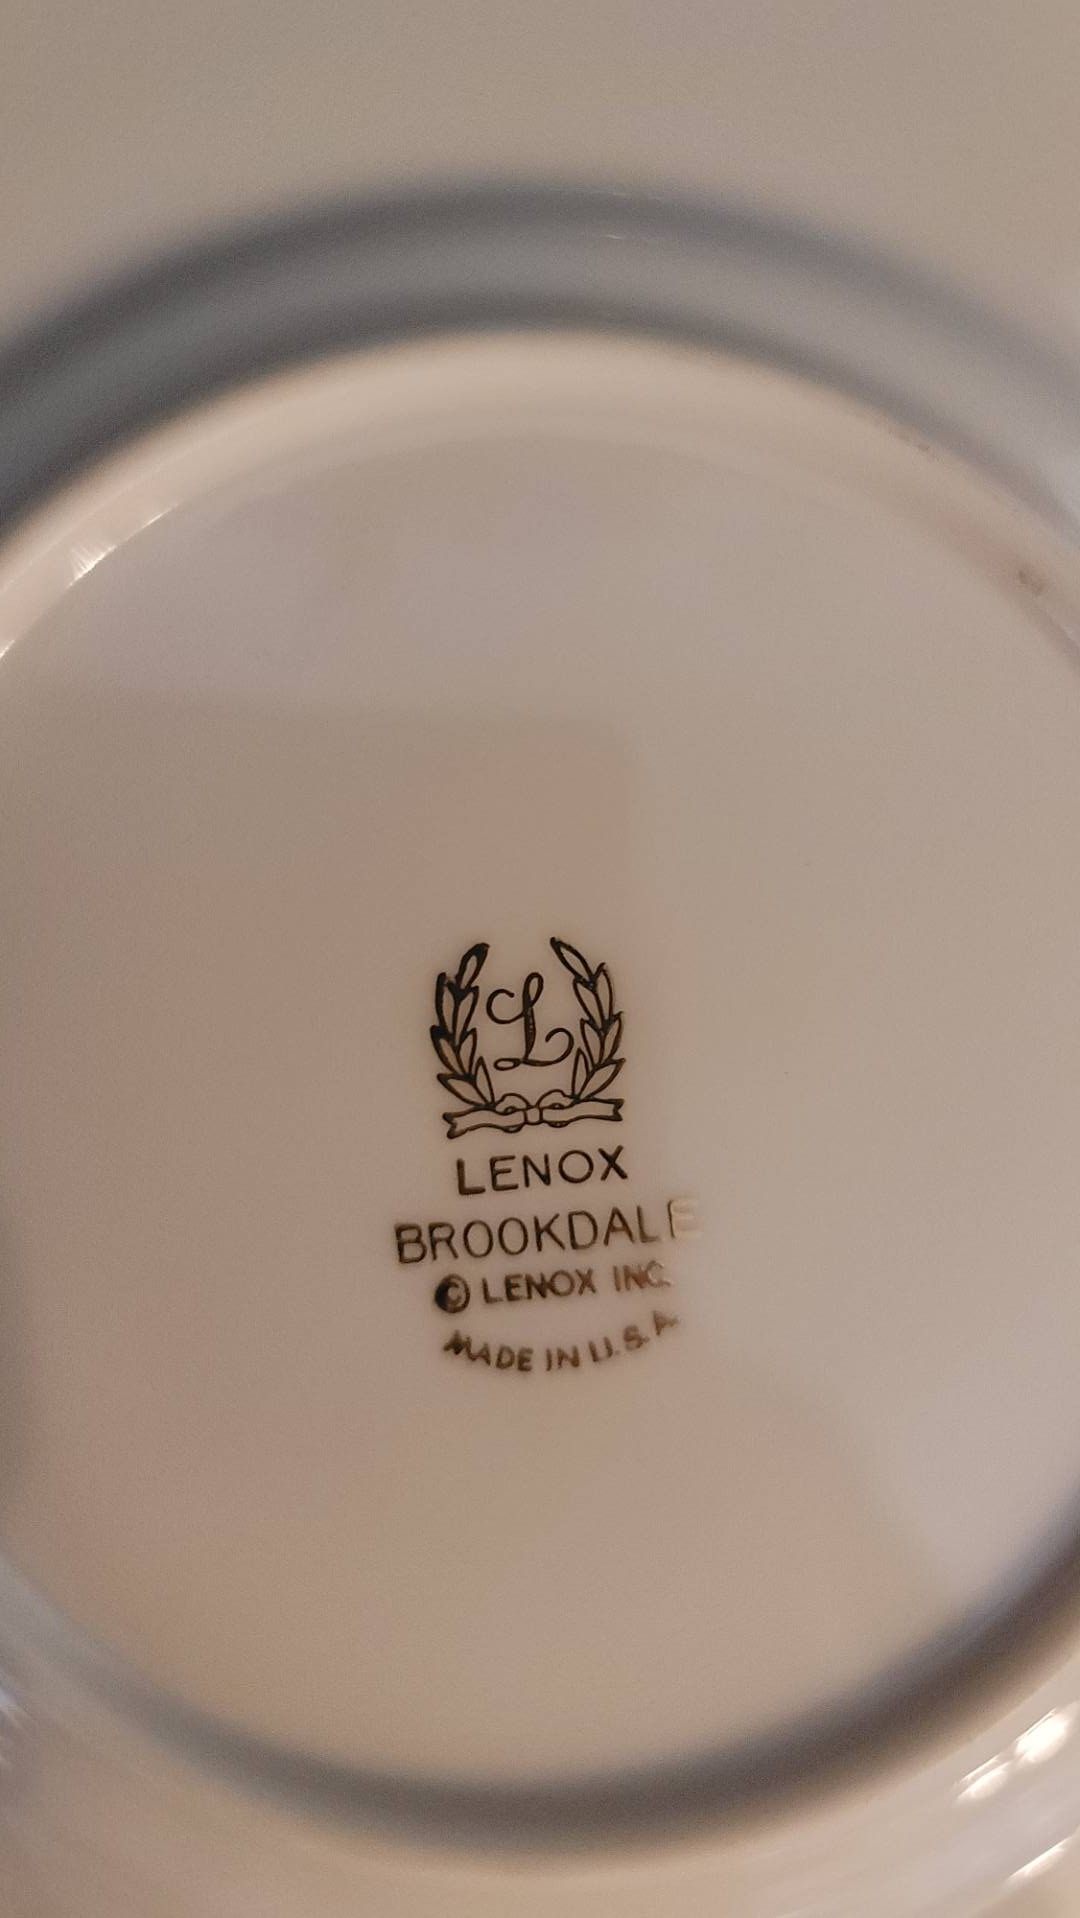 L
LENOX
BROOKDALE
© LENOX INC.
MADE IN U.S.A.